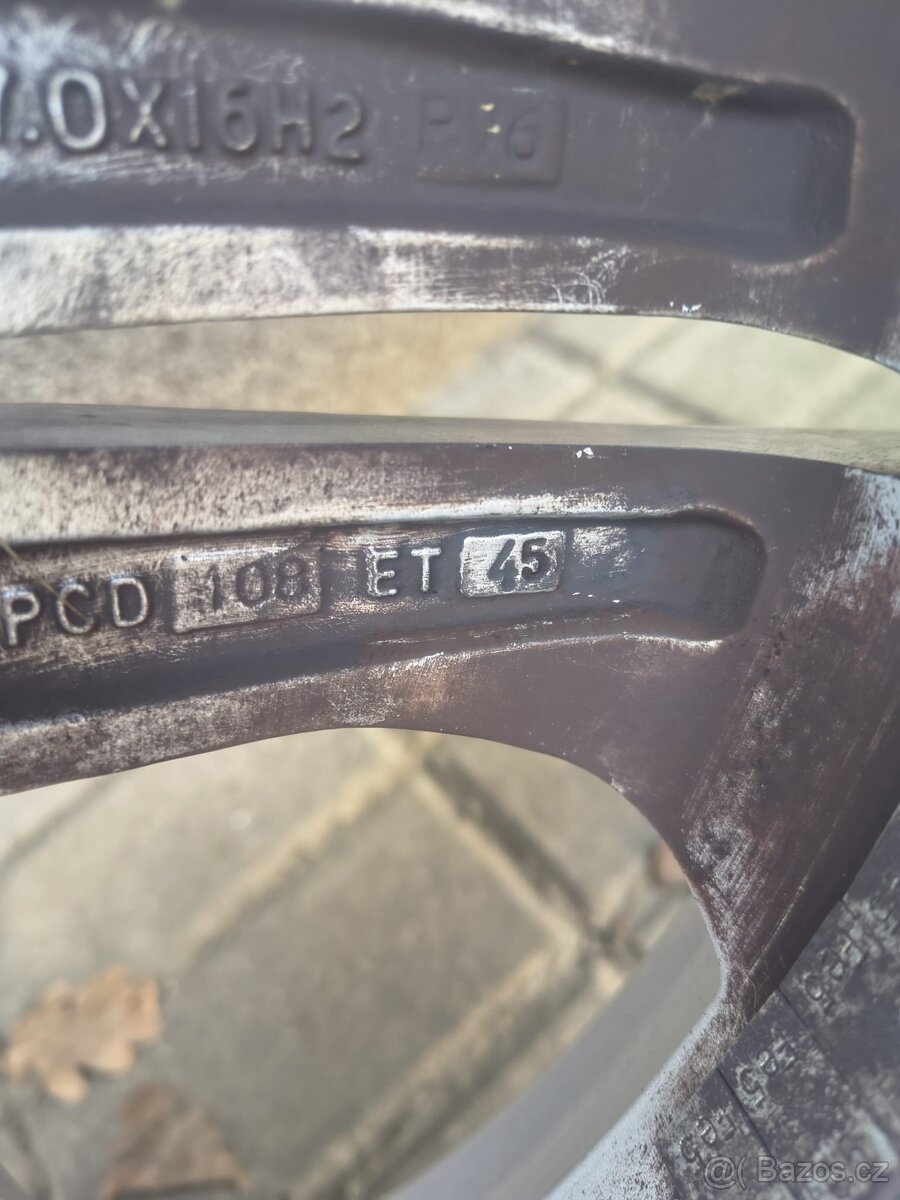 7.0X16H2
PCD 108 ET 45
@( Bazos.cz